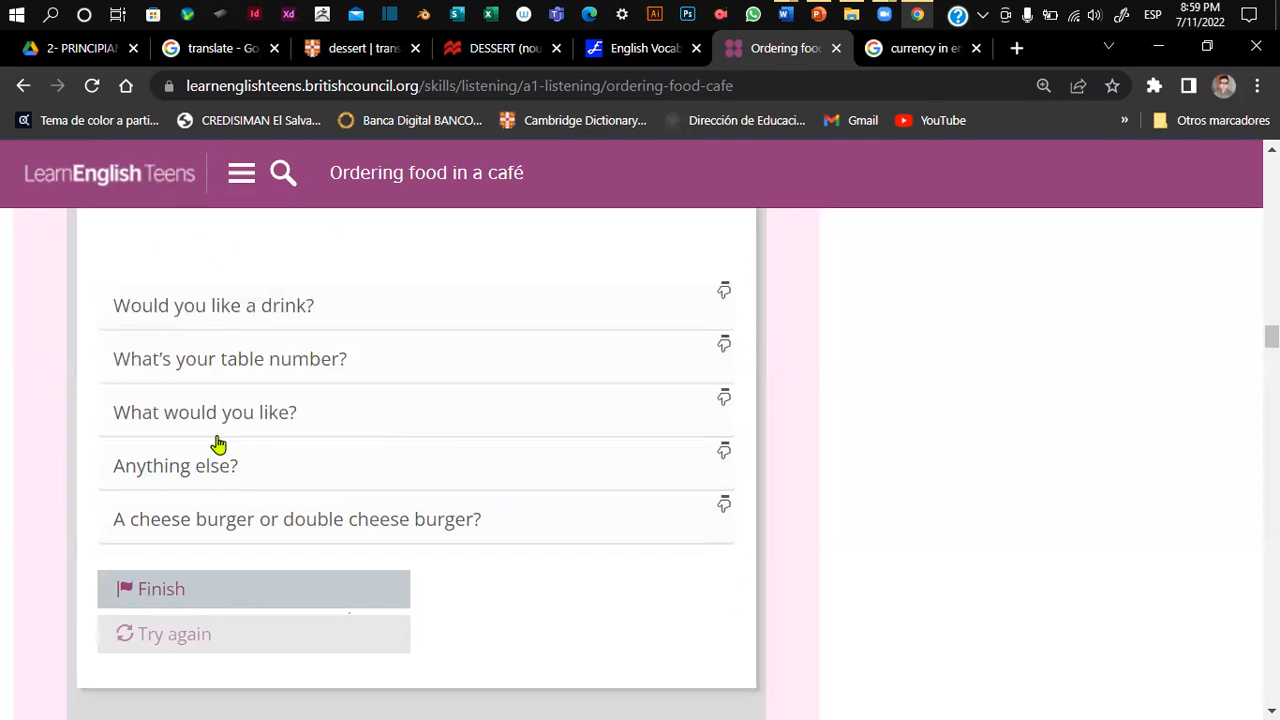 8:59 PM
ESP
7/11/2022
2- PRINCIPIAN
translate - Go
dessert | trans
DESSERT (nou
English Vocab
Ordering foo
currency in e
learnenglishteens.britishcouncil.org/skills/listening/a1-listening/ordering-food-cafe
Tema de color a parti...
CREDISIMAN El Salva...
Banca Digital BANCO...
Cambridge Dictionary...
Dirección de Educaci...
Gmail
YouTube
»
Otros marcadores
LearnEnglish Teens
Ordering food in a café
Would you like a drink?
What's your table number?
What would you like?
Anything else?
A cheese burger or double cheese burger?
Finish
Try again